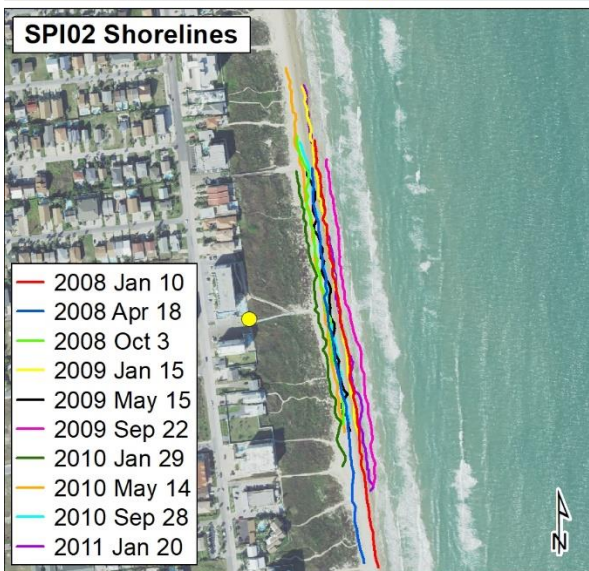 SPI02 Shorelines
2008 Jan 10
2008 Apr 18
2008 Oct 3
2009 Jan 15
2009 May 15
2009 Sep 22
2010 Jan 29
2010 May 14
2010 Sep 28
2011 Jan 20
N